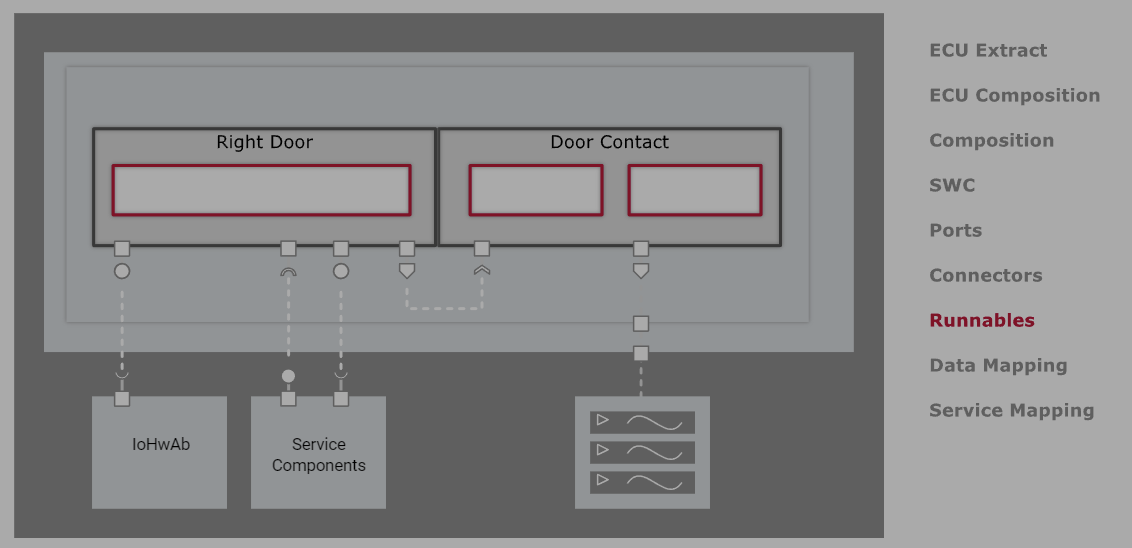 Right Door
Door Contact
IoHwAb
Service
Components
ECU Extract
ECU Composition
Composition
SWC
Ports
Connectors
Runnables
Data Mapping
Service Mapping